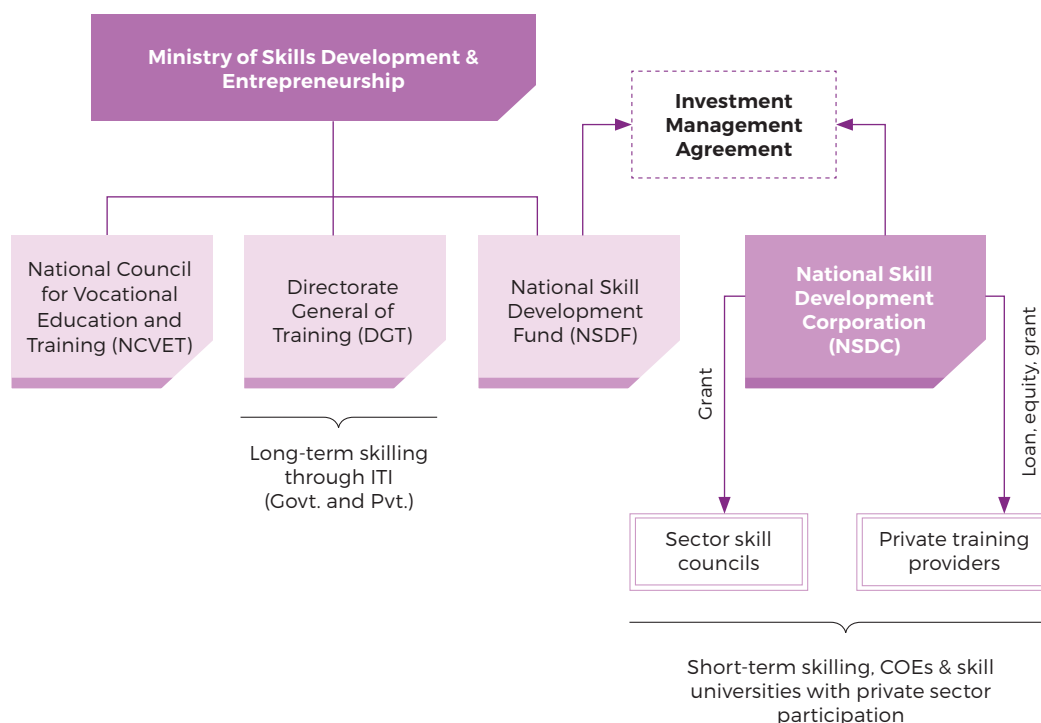 Ministry of Skills Development &
Entrepreneurship
Investment
Management
Agreement
National Council
for Vocational
Education and
Training (NCVET)
Directorate
General of
Training (DGT)
National Skill
Development
Fund (NSDF)
National Skill
Development
Corporation
(NSDC)
Grant
Loan, equity, grant
Long-term skilling
through ITI
(Govt. and Pvt.)
Sector skill
councils
Private training
providers
Short-term skilling, COEs & skill
universities with private sector
participation